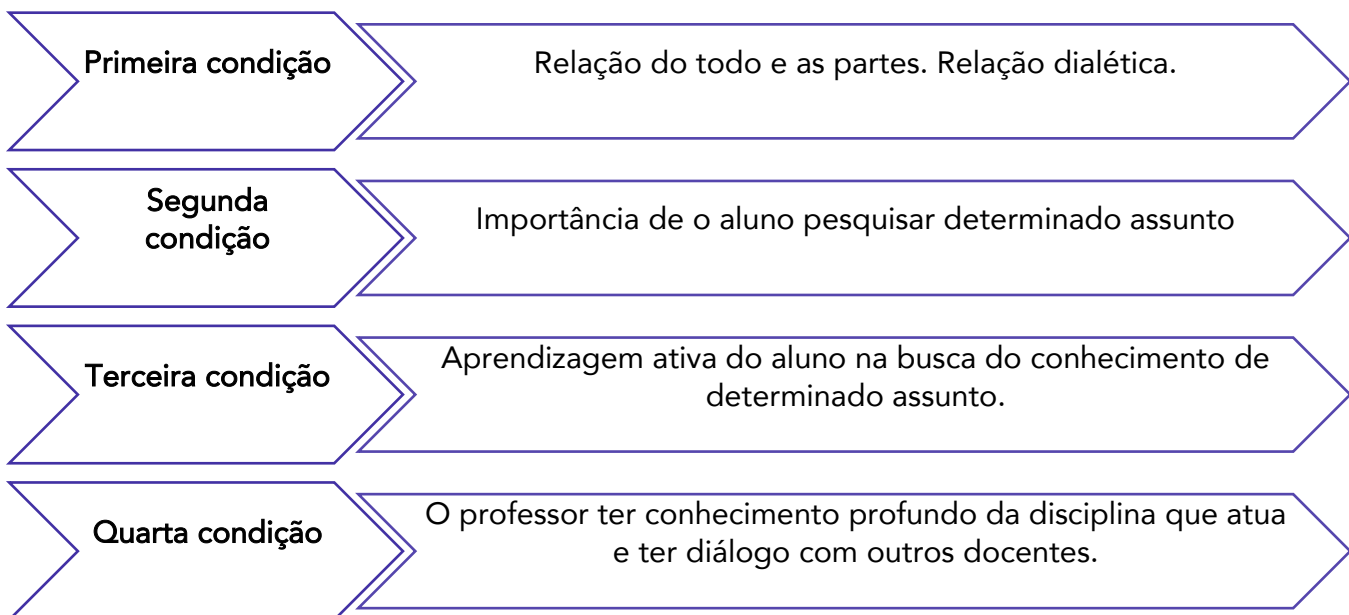 Primeira condição
Relação do todo e as partes. Relação dialética.
Segunda
condição
Importância de o aluno pesquisar determinado assunto
Terceira condição
Aprendizagem ativa do aluno na busca do conhecimento de
determinado assunto.
Quarta condição
O professor ter conhecimento profundo da disciplina que atua
e ter diálogo com outros docentes.